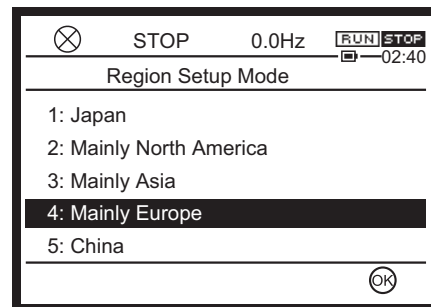 STOP 0.0Hz RUN STOP
02:40
Region Setup Mode
1: Japan
2: Mainly North America
3: Mainly Asia
4: Mainly Europe
5: China
OK